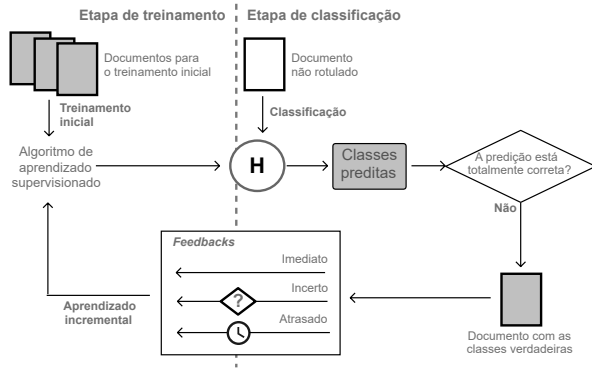 Etapa de treinamento
Etapa de classificação
Documentos para
o treinamento inicial
Documento
não rotulado
Treinamento
inicial
Classificação
Algoritmo de
aprendizado
supervisionado
H
Classes
preditas
A predição está
totalmente correta?
Não
Feedbacks
Imediato
Incerto
?
Atrasado
Aprendizado
incremental
Documento com as
classes verdadeiras